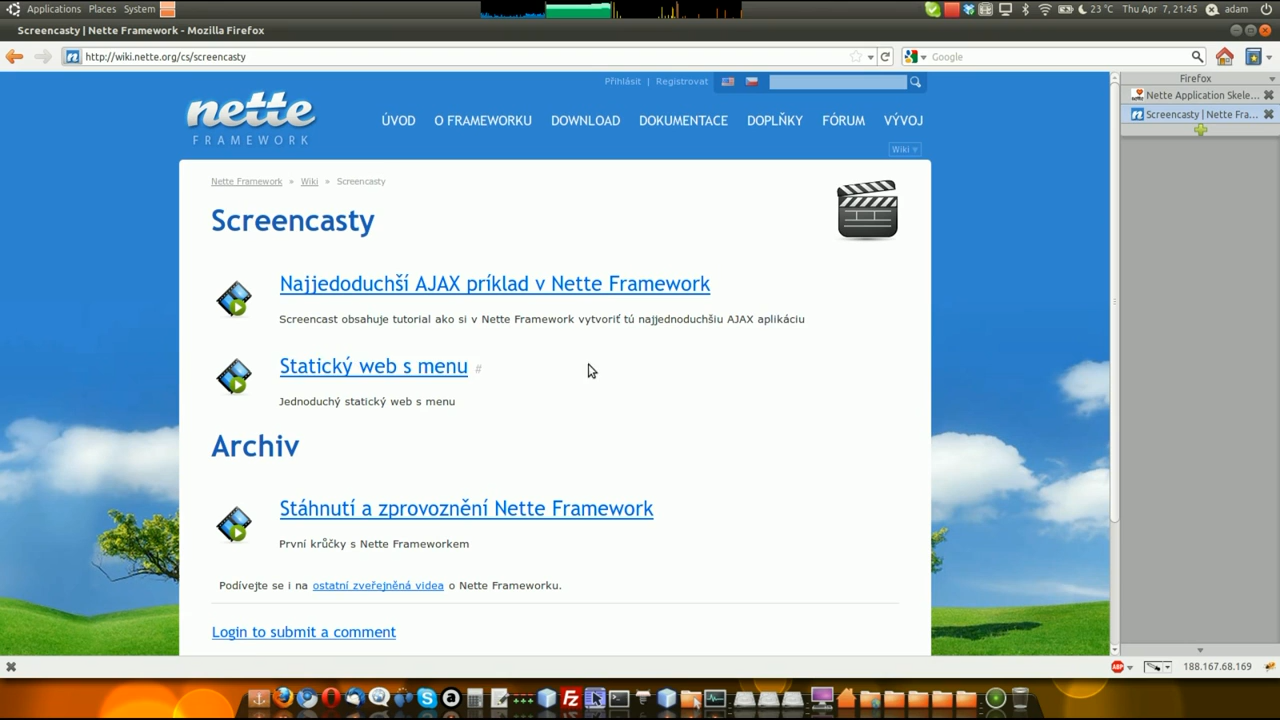 Applications Places System
23 °C Thu Apr 7, 21:45 adam
Screencasty | Nette Framework - Mozilla Firefox
http://wiki.nette.org/cs/screencasty
Google
Firefox
Nette Application Skele...
Screencasty | Nette Fra...
Přihlásit | Registrovat
nette
FRAMEWORK
ÚVOD O FRAMEWORKU DOWNLOAD DOKUMENTACE DOPLŇKY FÓRUM VÝVOJ
Wiki
Nette Framework » Wiki » Screencasty
Screencasty
Najjedoduchší AJAX príklad v Nette Framework
Screencast obsahuje tutorial ako si v Nette Framework vytvoriť tú najjednoduchšiu AJAX aplikáciu
Statický web s menu #
Jednoduchý statický web s menu
Archiv
Stáhnutí a zprovoznění Nette Framework
První krůčky s Nette Frameworkem
Podívejte se i na ostatní zveřejněná videa o Nette Frameworku.
Login to submit a comment
ABP
188.167.68.169